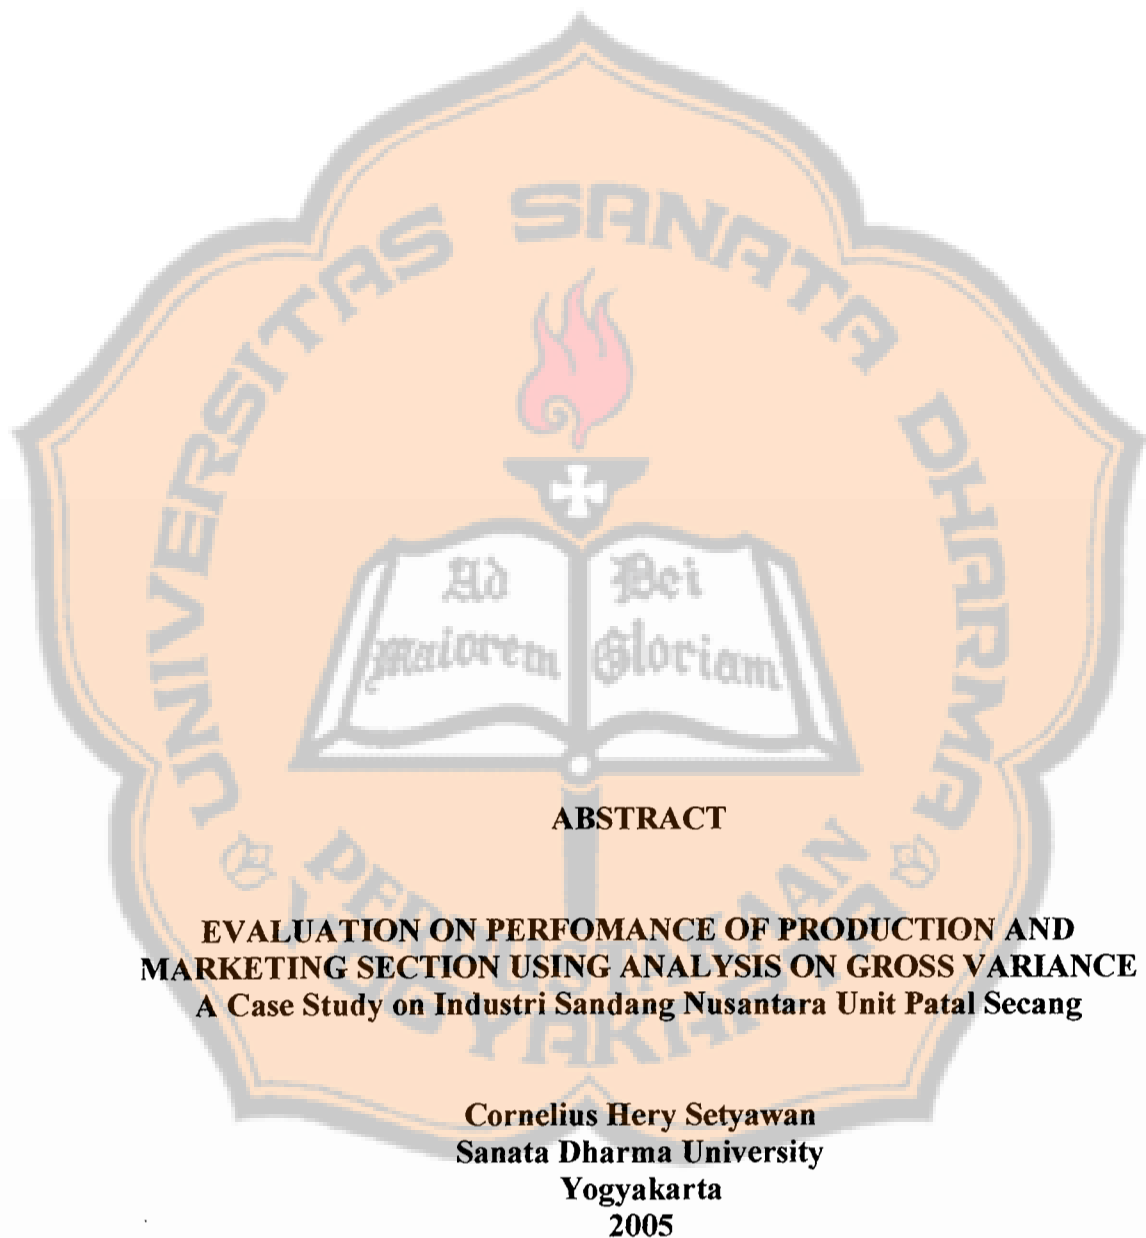 UNIVERSITAS SANATA DHARMA
Ad Dei
maiorem Gloriam
ABSTRACT
PERPUSTAKAAN
EVALUATION ON PERFOMANCE OF PRODUCTION AND
MARKETING SECTION USING ANALYSIS ON GROSS VARIANCE
A Case Study on Industri Sandang Nusantara Unit Patal Secang
YOGYAKARTA
Cornelius Hery Setyawan
Sanata Dharma University
Yogyakarta
2005